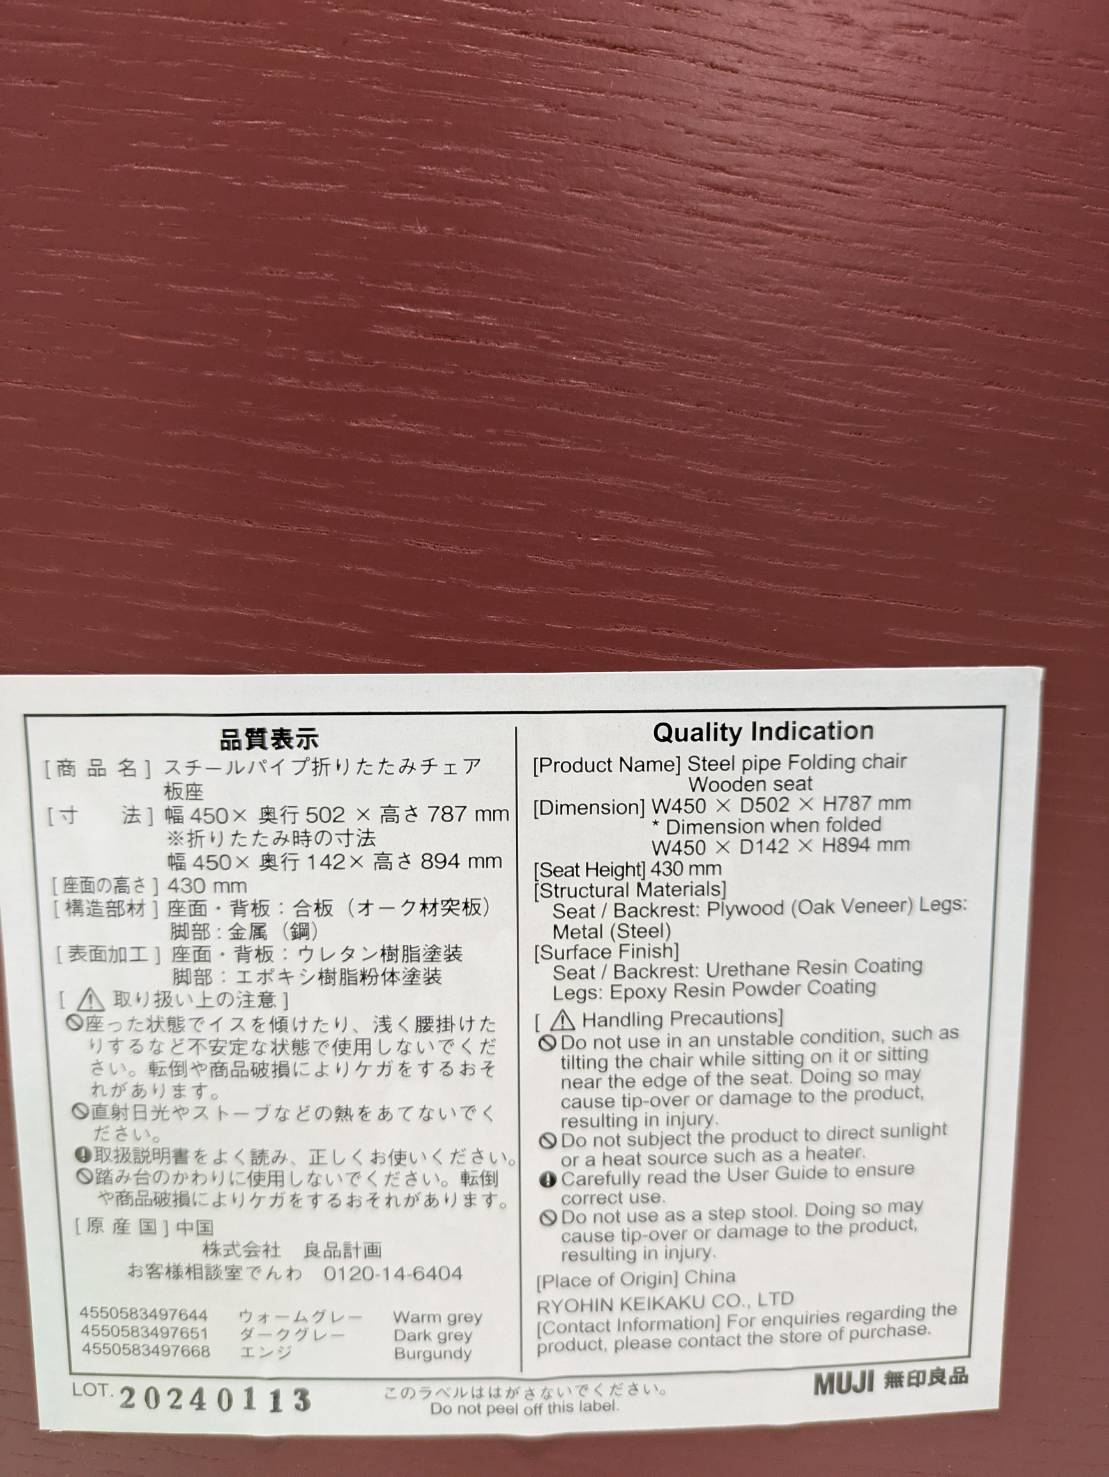 品質表示
[商品名] スチールパイプ折りたたみチェア
板座
[寸　法] 幅 450× 奥行 502 × 高さ 787 mm
※折りたたみ時の寸法
幅 450× 奥行 142× 高さ 894 mm
[座面の高さ] 430 mm
[構造部材] 座面・背板：合板（オーク材突板）
脚部：金属（鋼）
[表面加工] 座面・背板：ウレタン樹脂塗装
脚部：エポキシ樹脂粉体塗装
[ ⚠ 取り扱い上の注意]
🚫座った状態でイスを傾けたり、浅く腰掛けた
りするなど不安定な状態で使用しないでくだ
さい。転倒や商品破損によりケガをするおそ
れがあります。
🚫直射日光やストーブなどの熱をあてないでく
ださい。
❗取扱説明書をよく読み、正しくお使いください。
🚫踏み台のかわりに使用しないでください。転倒
や商品破損によりケガをするおそれがあります。
[原産国] 中国
株式会社　良品計画
お客様相談室でんわ　0120-14-6404
4550583497644 ウォームグレー Warm grey
4550583497651 ダークグレー Dark grey
4550583497668 エンジ Burgundy
Quality Indication
[Product Name] Steel pipe Folding chair
Wooden seat
[Dimension] W450 × D502 × H787 mm
* Dimension when folded
W450 × D142 × H894 mm
[Seat Height] 430 mm
[Structural Materials]
Seat / Backrest: Plywood (Oak Veneer) Legs:
Metal (Steel)
[Surface Finish]
Seat / Backrest: Urethane Resin Coating
Legs: Epoxy Resin Powder Coating
[ ⚠ Handling Precautions]
🚫Do not use in an unstable condition, such as
tilting the chair while sitting on it or sitting
near the edge of the seat. Doing so may
cause tip-over or damage to the product,
resulting in injury.
🚫Do not subject the product to direct sunlight
or a heat source such as a heater.
❗Carefully read the User Guide to ensure
correct use.
🚫Do not use as a step stool. Doing so may
cause tip-over or damage to the product,
resulting in injury.
[Place of Origin] China
RYOHIN KEIKAKU CO., LTD
[Contact Information] For enquiries regarding the
product, please contact the store of purchase.
LOT. 20240113
このラベルははがさないでください。
Do not peel off this label.
MUJI 無印良品